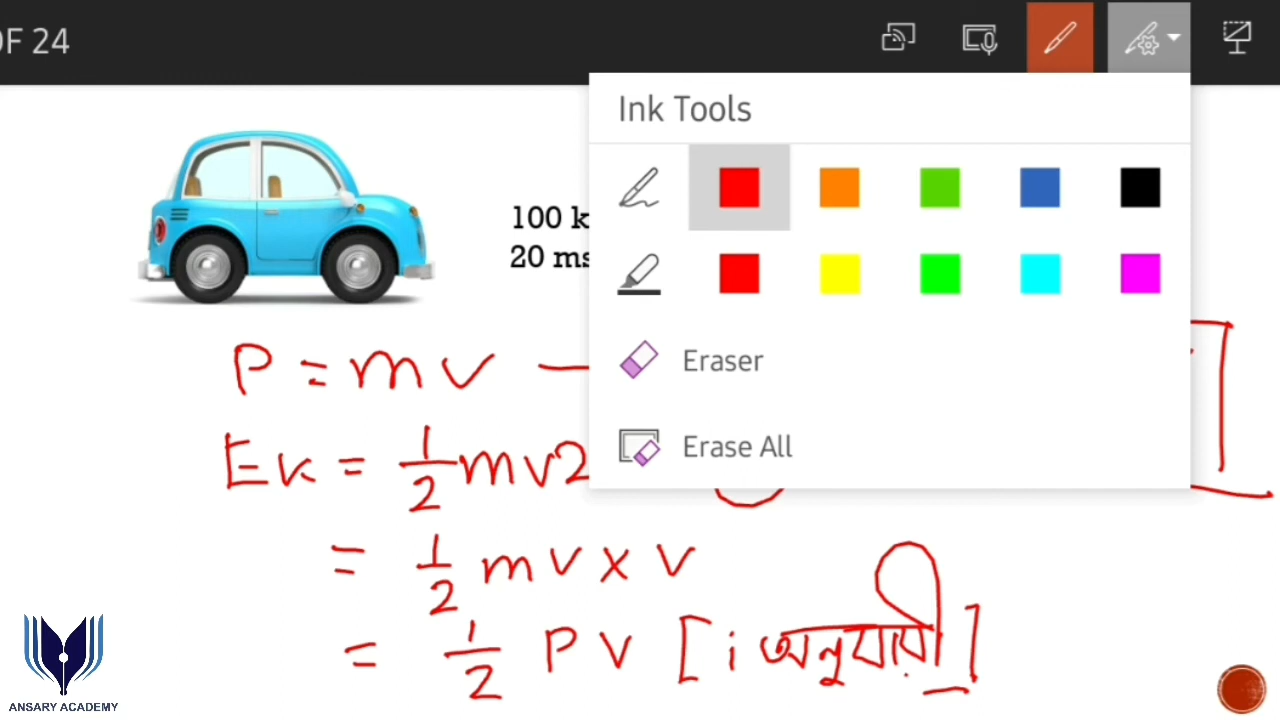 OF 24
Ink Tools
100 k
20 ms
Eraser
Erase All
P = mv —
Ek = 1/2 mv2
= 1/2 mv x v
= 1/2 PV [ i অনুযায়ী ]
ANSARY ACADEMY